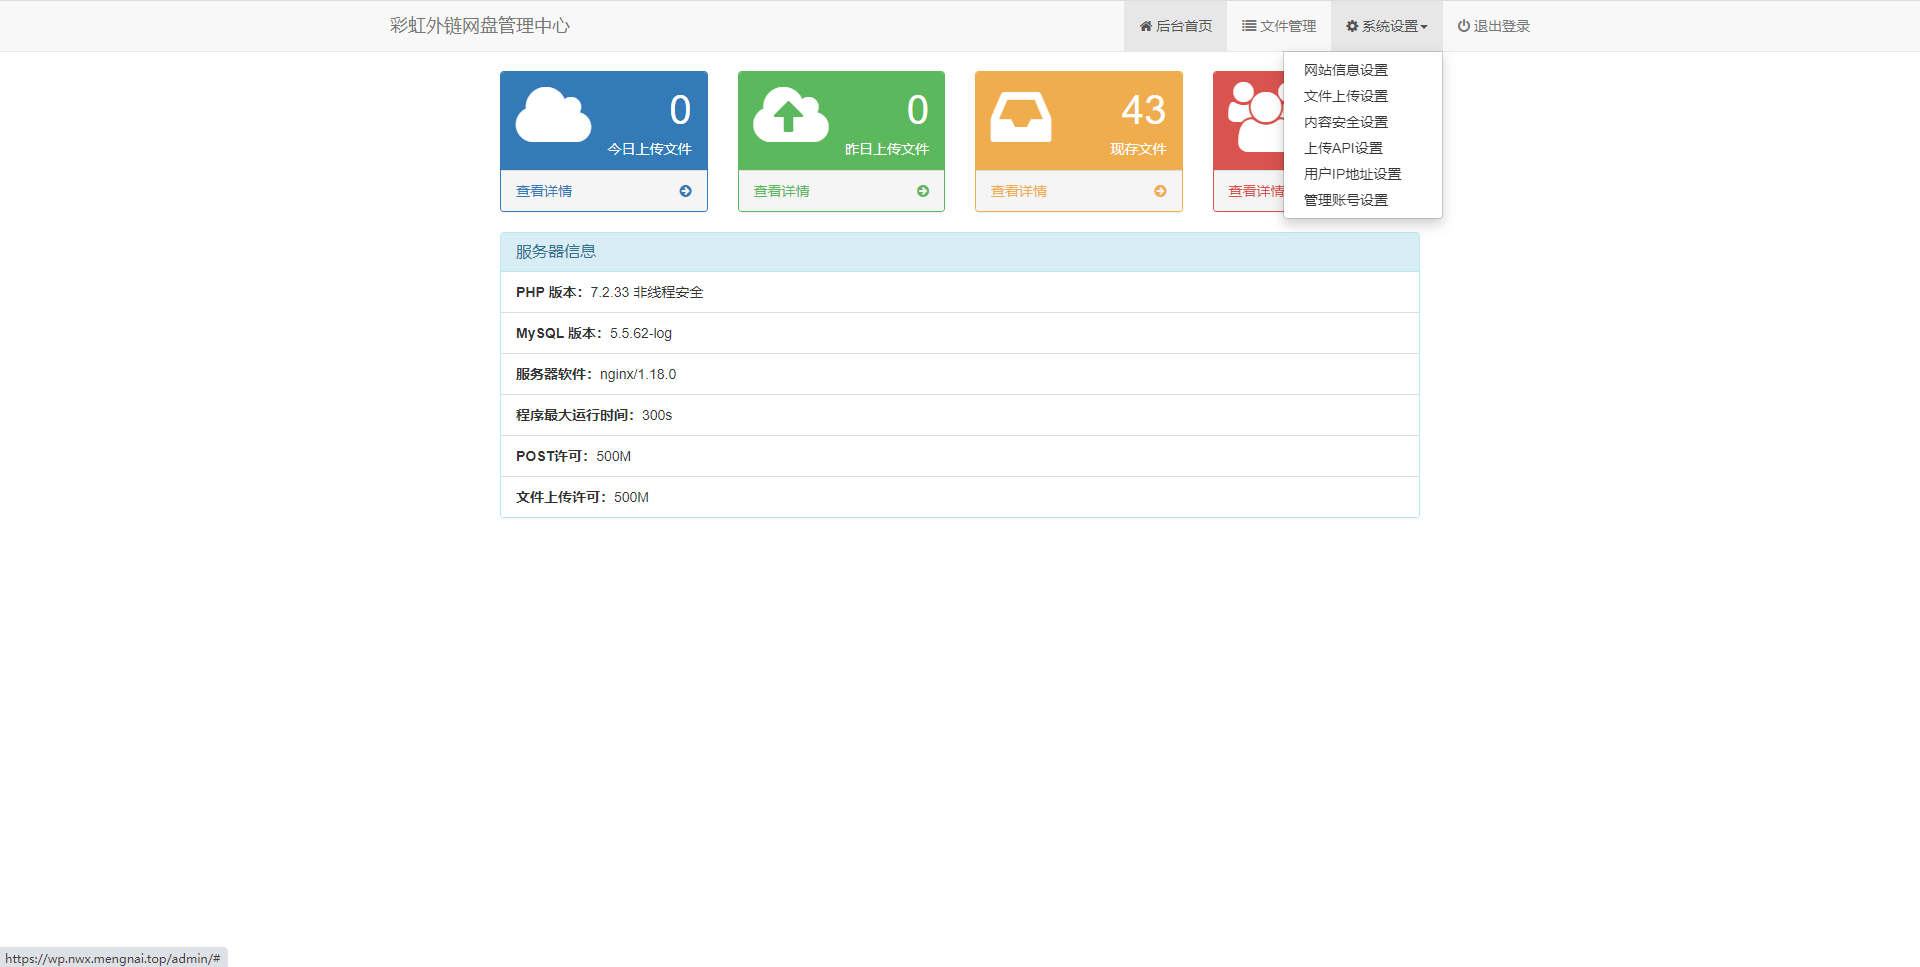 彩虹外链网盘管理中心
后台首页
文件管理
系统设置
退出登录
网站信息设置
文件上传设置
内容安全设置
上传API设置
用户IP地址设置
管理账号设置
0
今日上传文件
查看详情
0
昨日上传文件
查看详情
43
现存文件
查看详情
查看详情
服务器信息
PHP 版本：7.2.33 非线程安全
MySQL 版本：5.5.62-log
服务器软件：nginx/1.18.0
程序最大运行时间：300s
POST许可：500M
文件上传许可：500M
https://wp.nwx.mengnai.top/admin/#